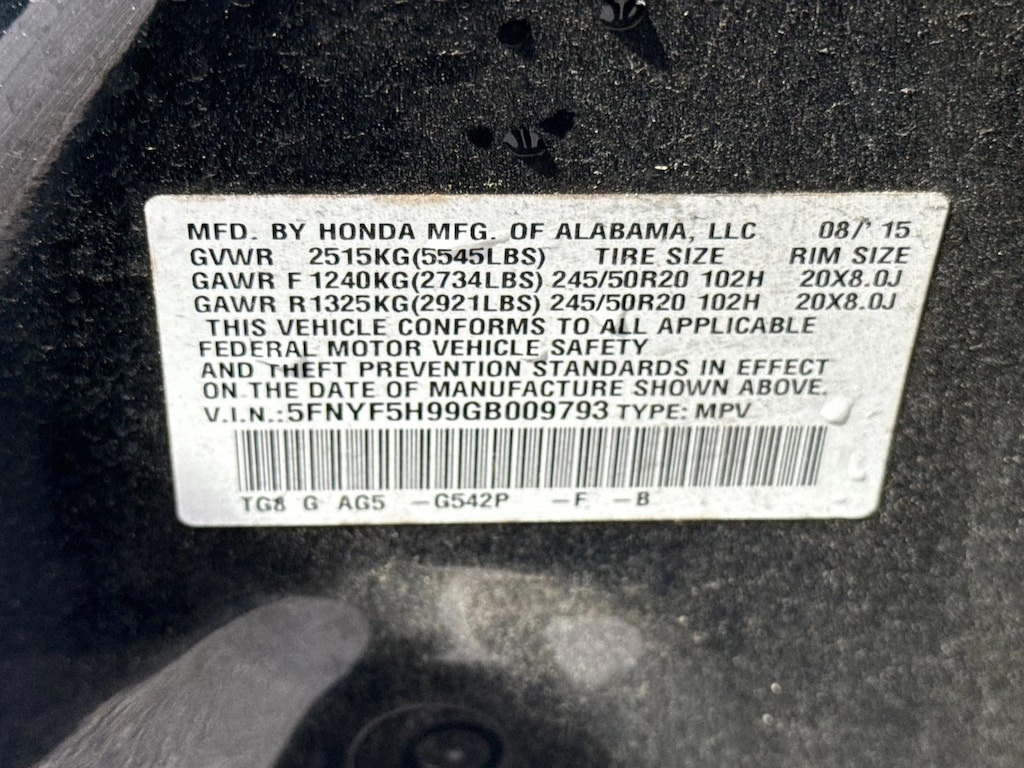 MFD. BY HONDA MFG. OF ALABAMA, LLC 08/'15
GVWR 2515KG(5545LBS) TIRE SIZE RIM SIZE
GAWR F 1240KG(2734LBS) 245/50R20 102H 20X8.0J
GAWR R 1325KG(2921LBS) 245/50R20 102H 20X8.0J
THIS VEHICLE CONFORMS TO ALL APPLICABLE
FEDERAL MOTOR VEHICLE SAFETY
AND THEFT PREVENTION STANDARDS IN EFFECT
ON THE DATE OF MANUFACTURE SHOWN ABOVE.
V.I.N.:5FNYF5H99GB009793 TYPE: MPV
TG8 G AG5 -G542P -F -B